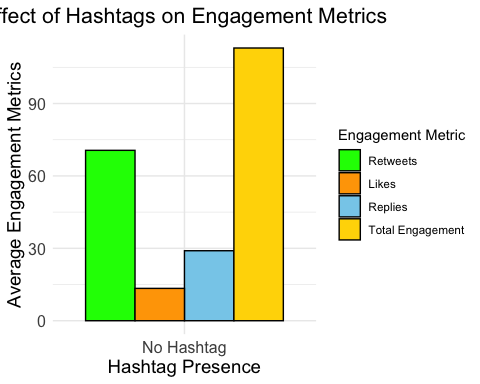 ffect of Hashtags on Engagement Metrics
Average Engagement Metrics
90
60
30
0
No Hashtag
Hashtag Presence
Engagement Metric
Retweets
Likes
Replies
Total Engagement